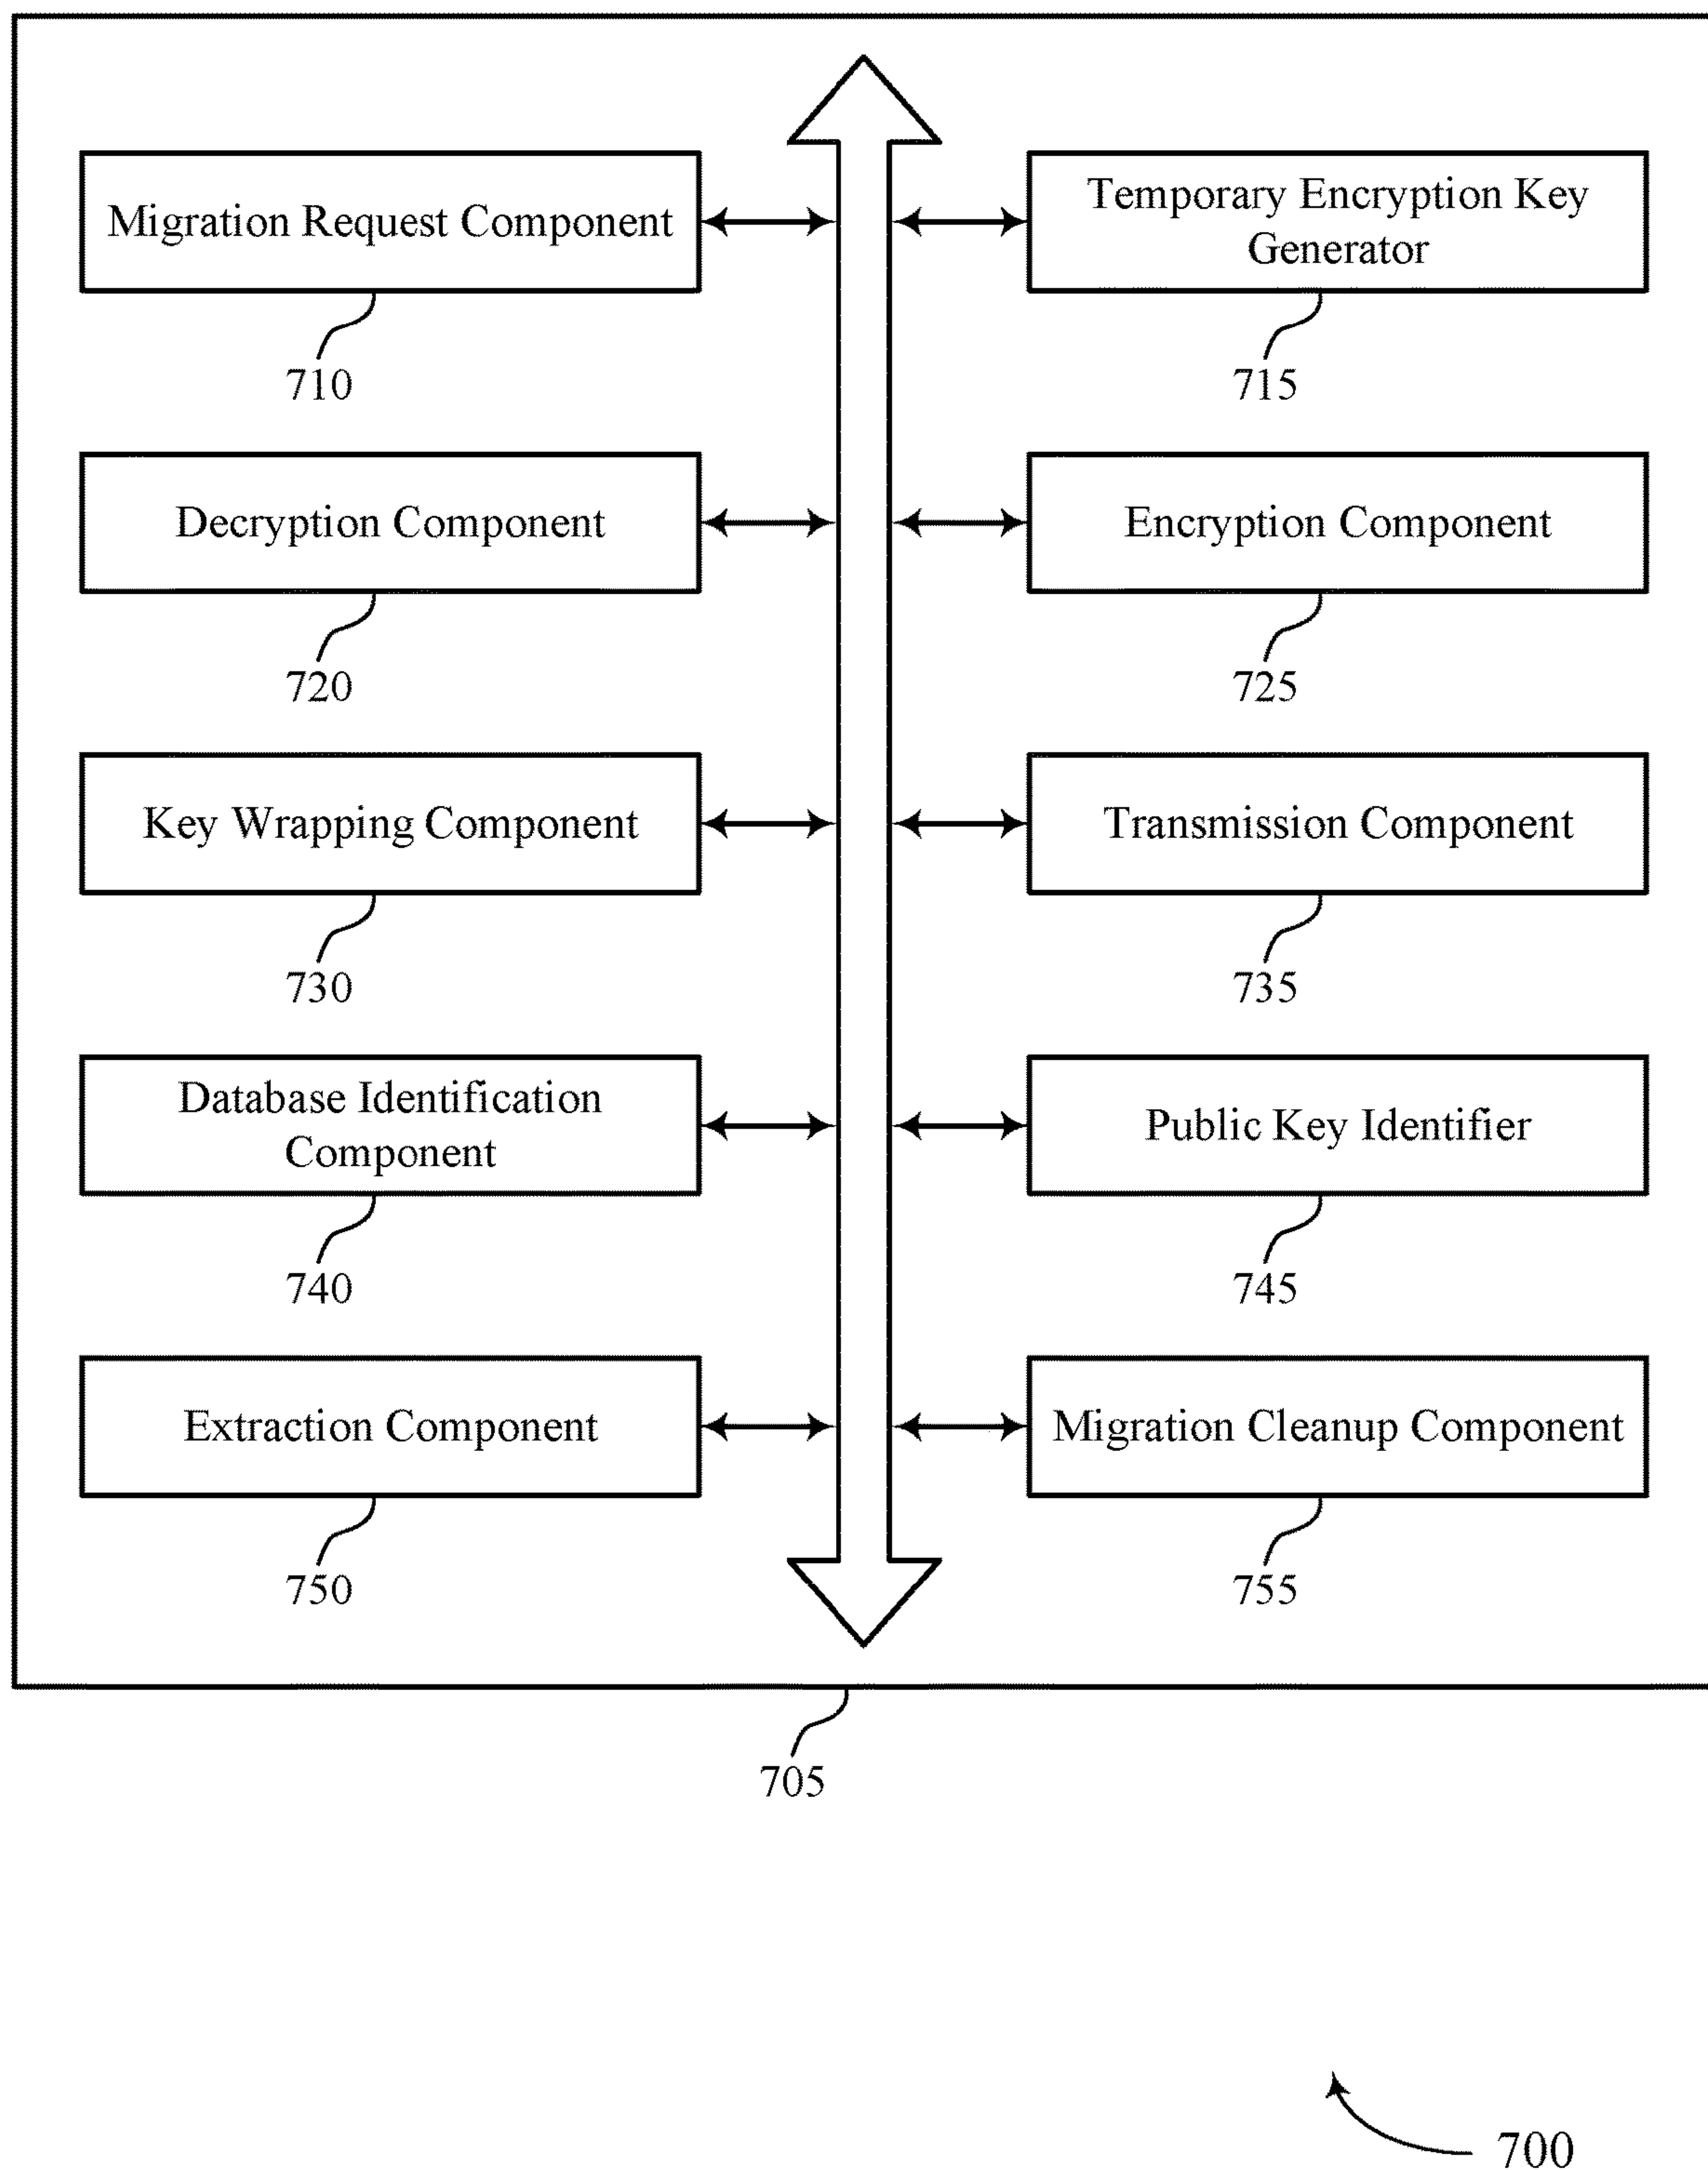 Migration Request Component
Temporary Encryption Key
Generator
710
715
Decryption Component
Encryption Component
720
725
Key Wrapping Component
Transmission Component
730
735
Database Identification
Component
Public Key Identifier
740
745
Extraction Component
Migration Cleanup Component
750
755
705
700